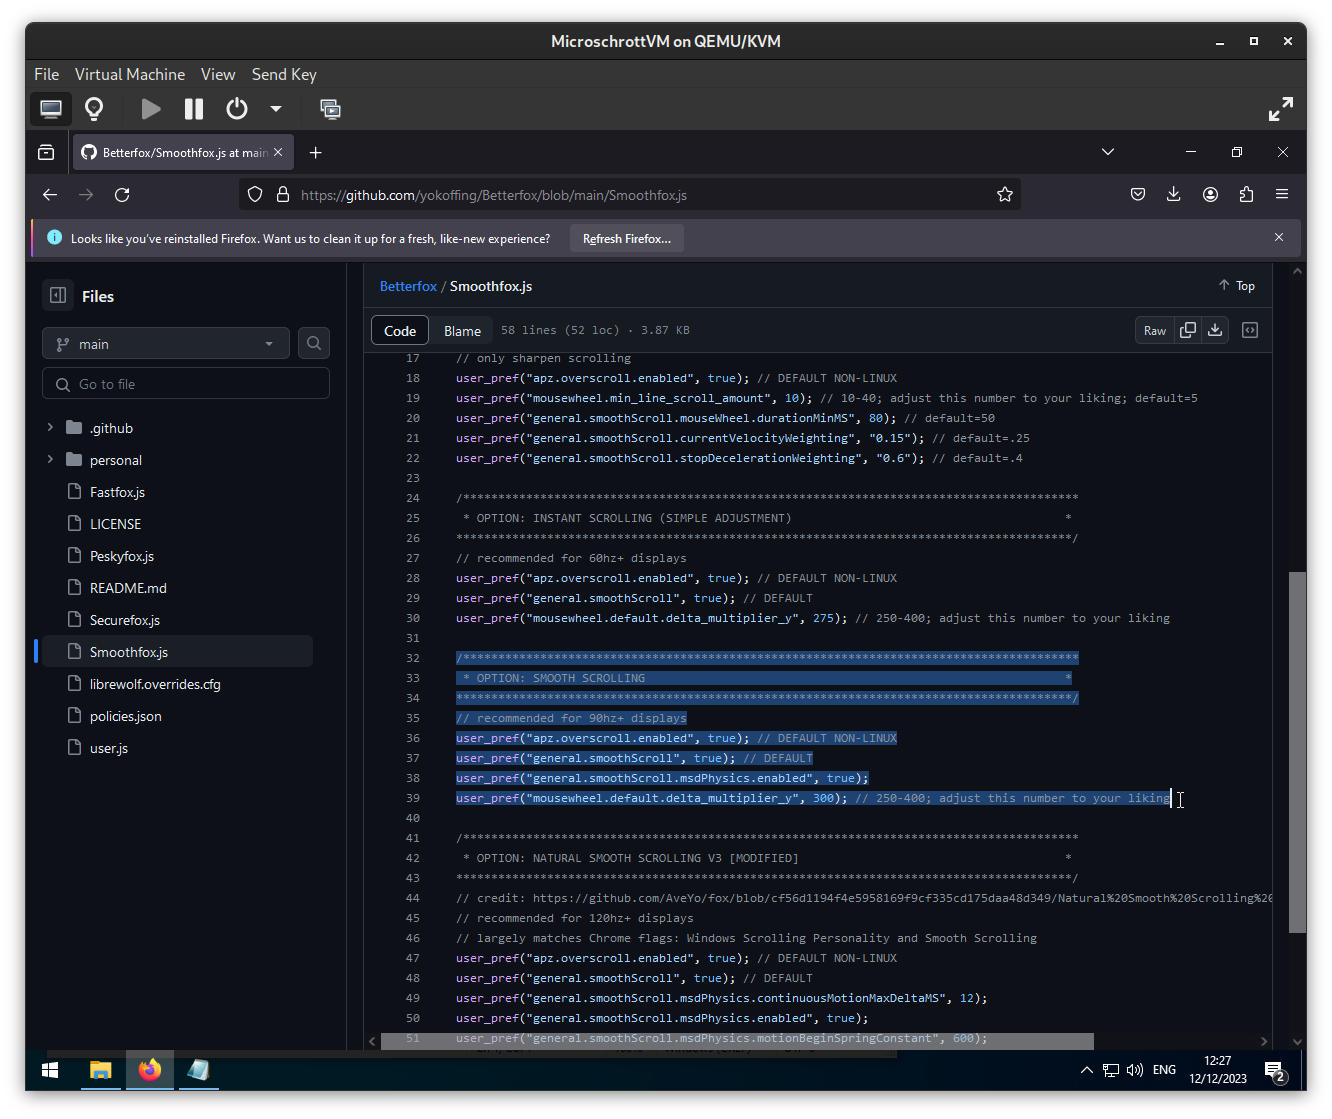 MicroschrottVM on QEMU/KVM
File Virtual Machine View Send Key
Betterfox/Smoothfox.js at main
https://github.com/yokoffing/Betterfox/blob/main/Smoothfox.js
Looks like you've reinstalled Firefox. Want us to clean it up for a fresh, like-new experience? Refresh Firefox...
Files
main
Go to file
.github
personal
Fastfox.js
LICENSE
Peskyfox.js
README.md
Securefox.js
Smoothfox.js
librewolf.overrides.cfg
policies.json
user.js
Betterfox / Smoothfox.js
Top
Code Blame 58 lines (52 loc) · 3.87 KB Raw
17 // only sharpen scrolling
18 user_pref("apz.overscroll.enabled", true); // DEFAULT NON-LINUX
19 user_pref("mousewheel.min_line_scroll_amount", 10); // 10-40; adjust this number to your liking; default=5
20 user_pref("general.smoothScroll.mouseWheel.durationMinMS", 80); // default=50
21 user_pref("general.smoothScroll.currentVelocityWeighting", "0.15"); // default=.25
22 user_pref("general.smoothScroll.stopDecelerationWeighting", "0.6"); // default=.4
23
24 /****************************************************************************************
25 * OPTION: INSTANT SCROLLING (SIMPLE ADJUSTMENT) *
26 ****************************************************************************************/
27 // recommended for 60hz+ displays
28 user_pref("apz.overscroll.enabled", true); // DEFAULT NON-LINUX
29 user_pref("general.smoothScroll", true); // DEFAULT
30 user_pref("mousewheel.default.delta_multiplier_y", 275); // 250-400; adjust this number to your liking
31
32 /****************************************************************************************
33 * OPTION: SMOOTH SCROLLING *
34 ****************************************************************************************/
35 // recommended for 90hz+ displays
36 user_pref("apz.overscroll.enabled", true); // DEFAULT NON-LINUX
37 user_pref("general.smoothScroll", true); // DEFAULT
38 user_pref("general.smoothScroll.msdPhysics.enabled", true);
39 user_pref("mousewheel.default.delta_multiplier_y", 300); // 250-400; adjust this number to your liking
40
41 /****************************************************************************************
42 * OPTION: NATURAL SMOOTH SCROLLING V3 [MODIFIED] *
43 ****************************************************************************************/
44 // credit: https://github.com/AveYo/fox/blob/cf56d1194f4e5958169f9cf335cd175daa48d349/Natural%20Smooth%20Scrolling%2
45 // recommended for 120hz+ displays
46 // largely matches Chrome flags: Windows Scrolling Personality and Smooth Scrolling
47 user_pref("apz.overscroll.enabled", true); // DEFAULT NON-LINUX
48 user_pref("general.smoothScroll", true); // DEFAULT
49 user_pref("general.smoothScroll.msdPhysics.continuousMotionMaxDeltaMS", 12);
50 user_pref("general.smoothScroll.msdPhysics.enabled", true);
51 user_pref("general.smoothScroll.msdPhysics.motionBeginSpringConstant", 600);
ENG
12:27
12/12/2023
2